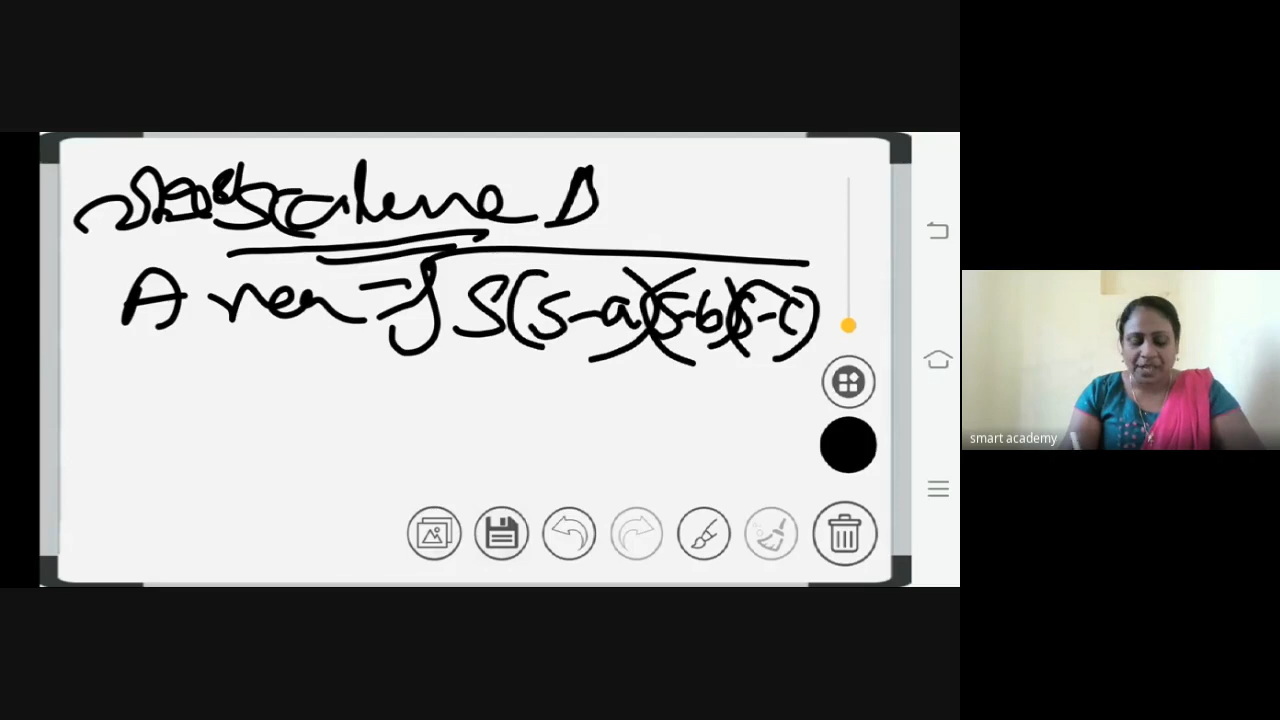 Scalene Δ
Area = √S(s-a)(s-b)(s-c)
smart academy